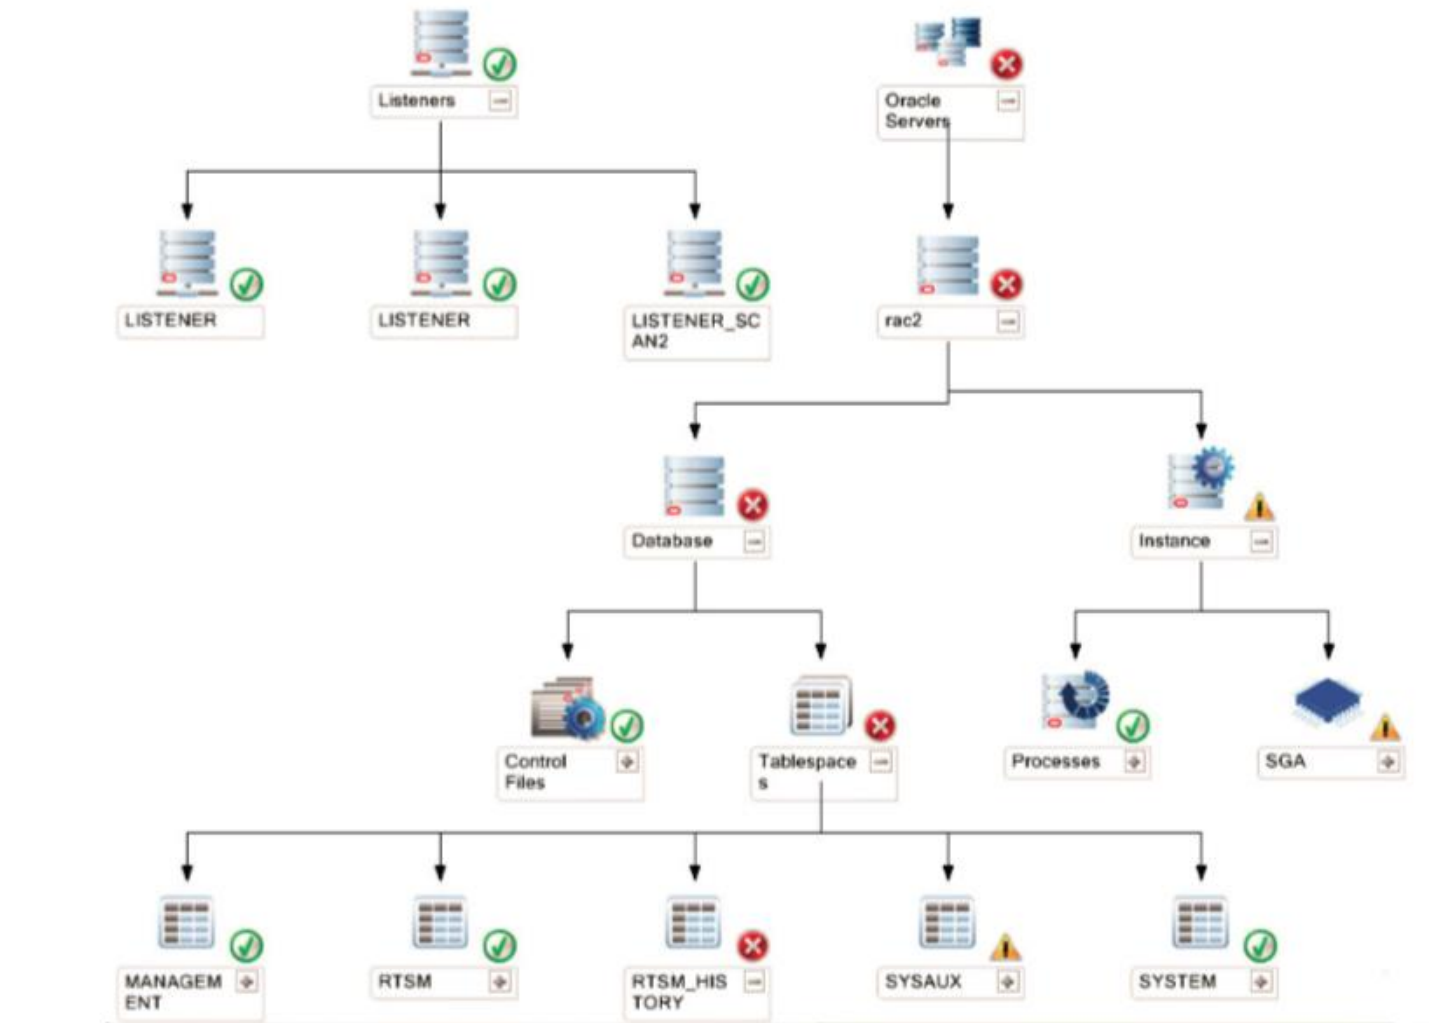 Listeners
Oracle
Servers
LISTENER
LISTENER
LISTENER_SC
AN2
rac2
Database
Instance
Control
Files
Tablespace
s
Processes
SGA
MANAGEM
ENT
RTSM
RTSM_HIS
TORY
SYSAUX
SYSTEM